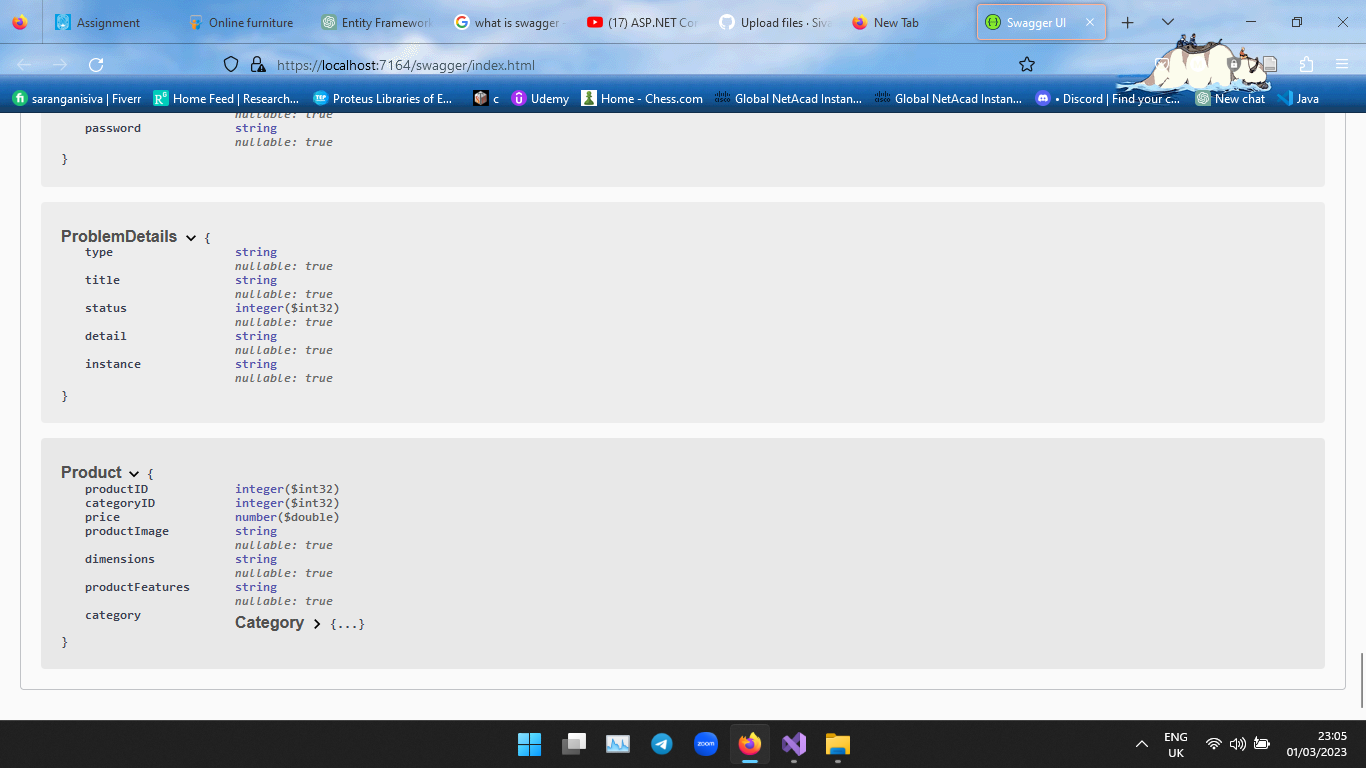 Assignment Online furniture Entity Framework what is swagger - (17) ASP.NET Cor Upload files · Siva New Tab Swagger UI
https://localhost:7164/swagger/index.html
saranganisiva | Fiverr Home Feed | Research... Proteus Libraries of E... c Udemy Home - Chess.com Global NetAcad Instan... Global NetAcad Instan... • Discord | Find your c... New chat Java
nullable: true
password string
nullable: true
}
ProblemDetails {
type string
nullable: true
title string
nullable: true
status integer($int32)
nullable: true
detail string
nullable: true
instance string
nullable: true
}
Product {
productID integer($int32)
categoryID integer($int32)
price number($double)
productImage string
nullable: true
dimensions string
nullable: true
productFeatures string
nullable: true
category Category {...}
}
zoom
ENG 23:05
UK 01/03/2023